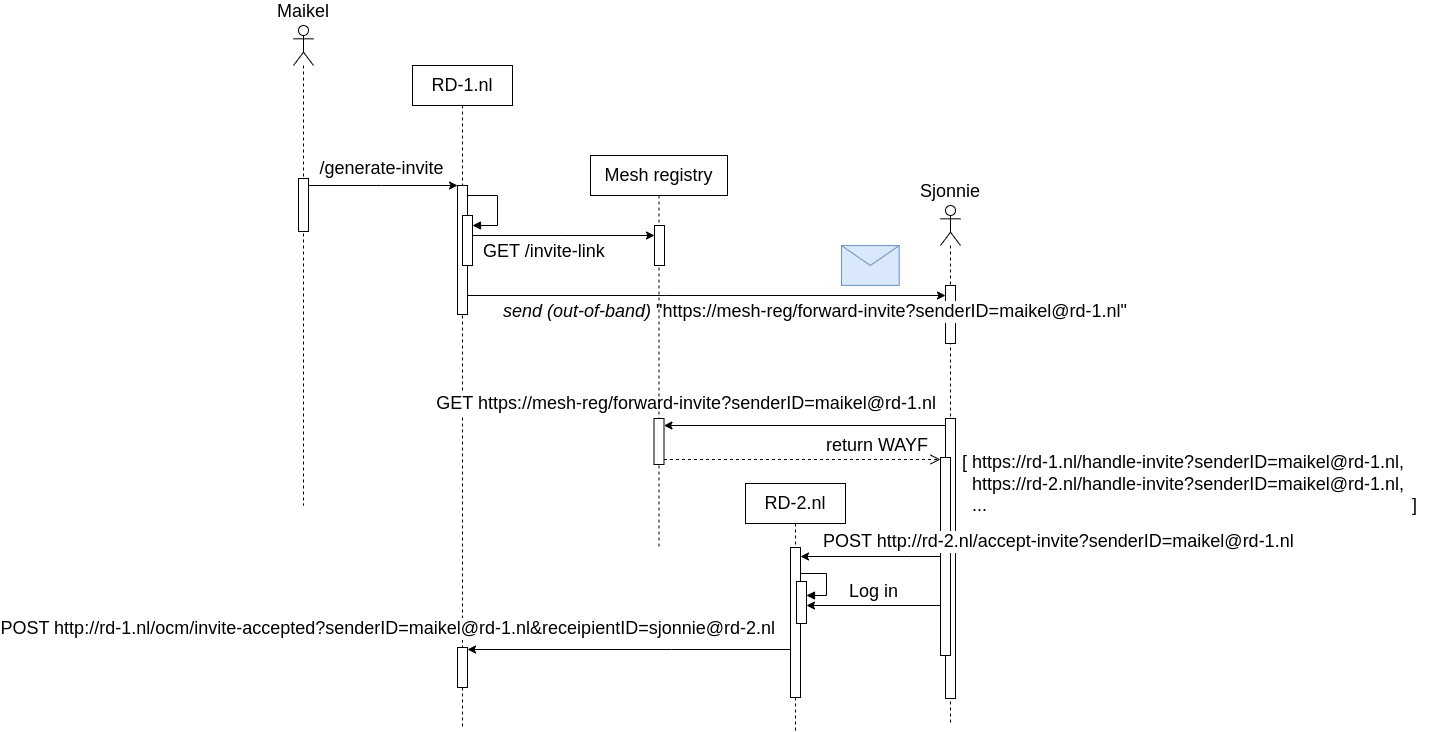 Maikel
RD-1.nl
/generate-invite
Mesh registry
Sjonnie
GET /invite-link
send (out-of-band) "https://mesh-reg/forward-invite?senderID=maikel@rd-1.nl"
GET https://mesh-reg/forward-invite?senderID=maikel@rd-1.nl
return WAYF
[ https://rd-1.nl/handle-invite?senderID=maikel@rd-1.nl,
https://rd-2.nl/handle-invite?senderID=maikel@rd-1.nl,
... ]
RD-2.nl
POST http://rd-2.nl/accept-invite?senderID=maikel@rd-1.nl
Log in
POST http://rd-1.nl/ocm/invite-accepted?senderID=maikel@rd-1.nl&receipientID=sjonnie@rd-2.nl